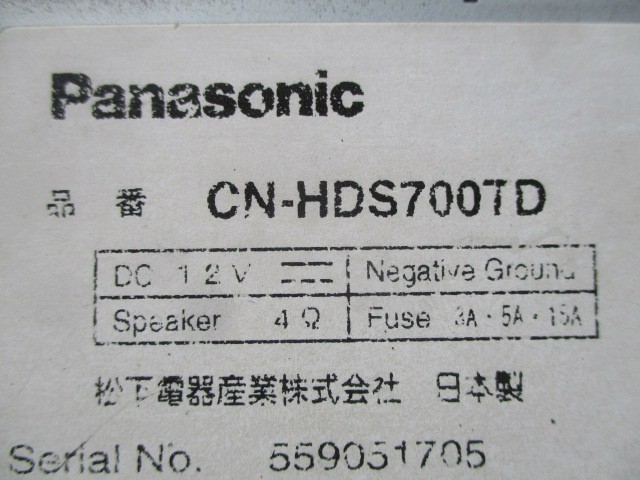 Panasonic
品 番 CN-HDS700TD
DC 12V Negative Ground
Speaker 4Ω Fuse 3A・5A・15A
松下電器産業株式会社 日本製
Serial No. 559051705